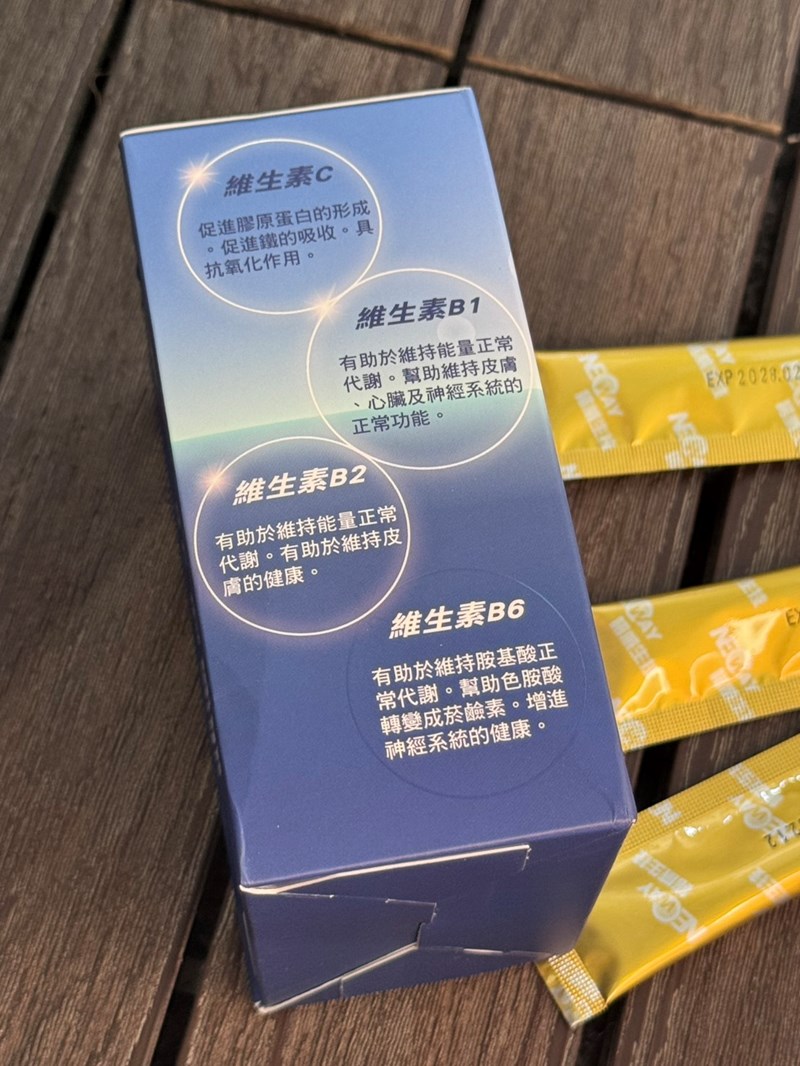 維生素C
促進膠原蛋白的形成
。促進鐵的吸收。具
抗氧化作用。
維生素B1
有助於維持能量正常
代謝。幫助維持皮膚
、心臟及神經系統的
正常功能。
維生素B2
有助於維持能量正常
代謝。有助於維持皮
膚的健康。
維生素B6
有助於維持胺基酸正
常代謝。幫助色胺酸
轉變成菸鹼素。增進
神經系統的健康。
NEOWAY
EXP 2028.02
NEOWAY
NEOWAY